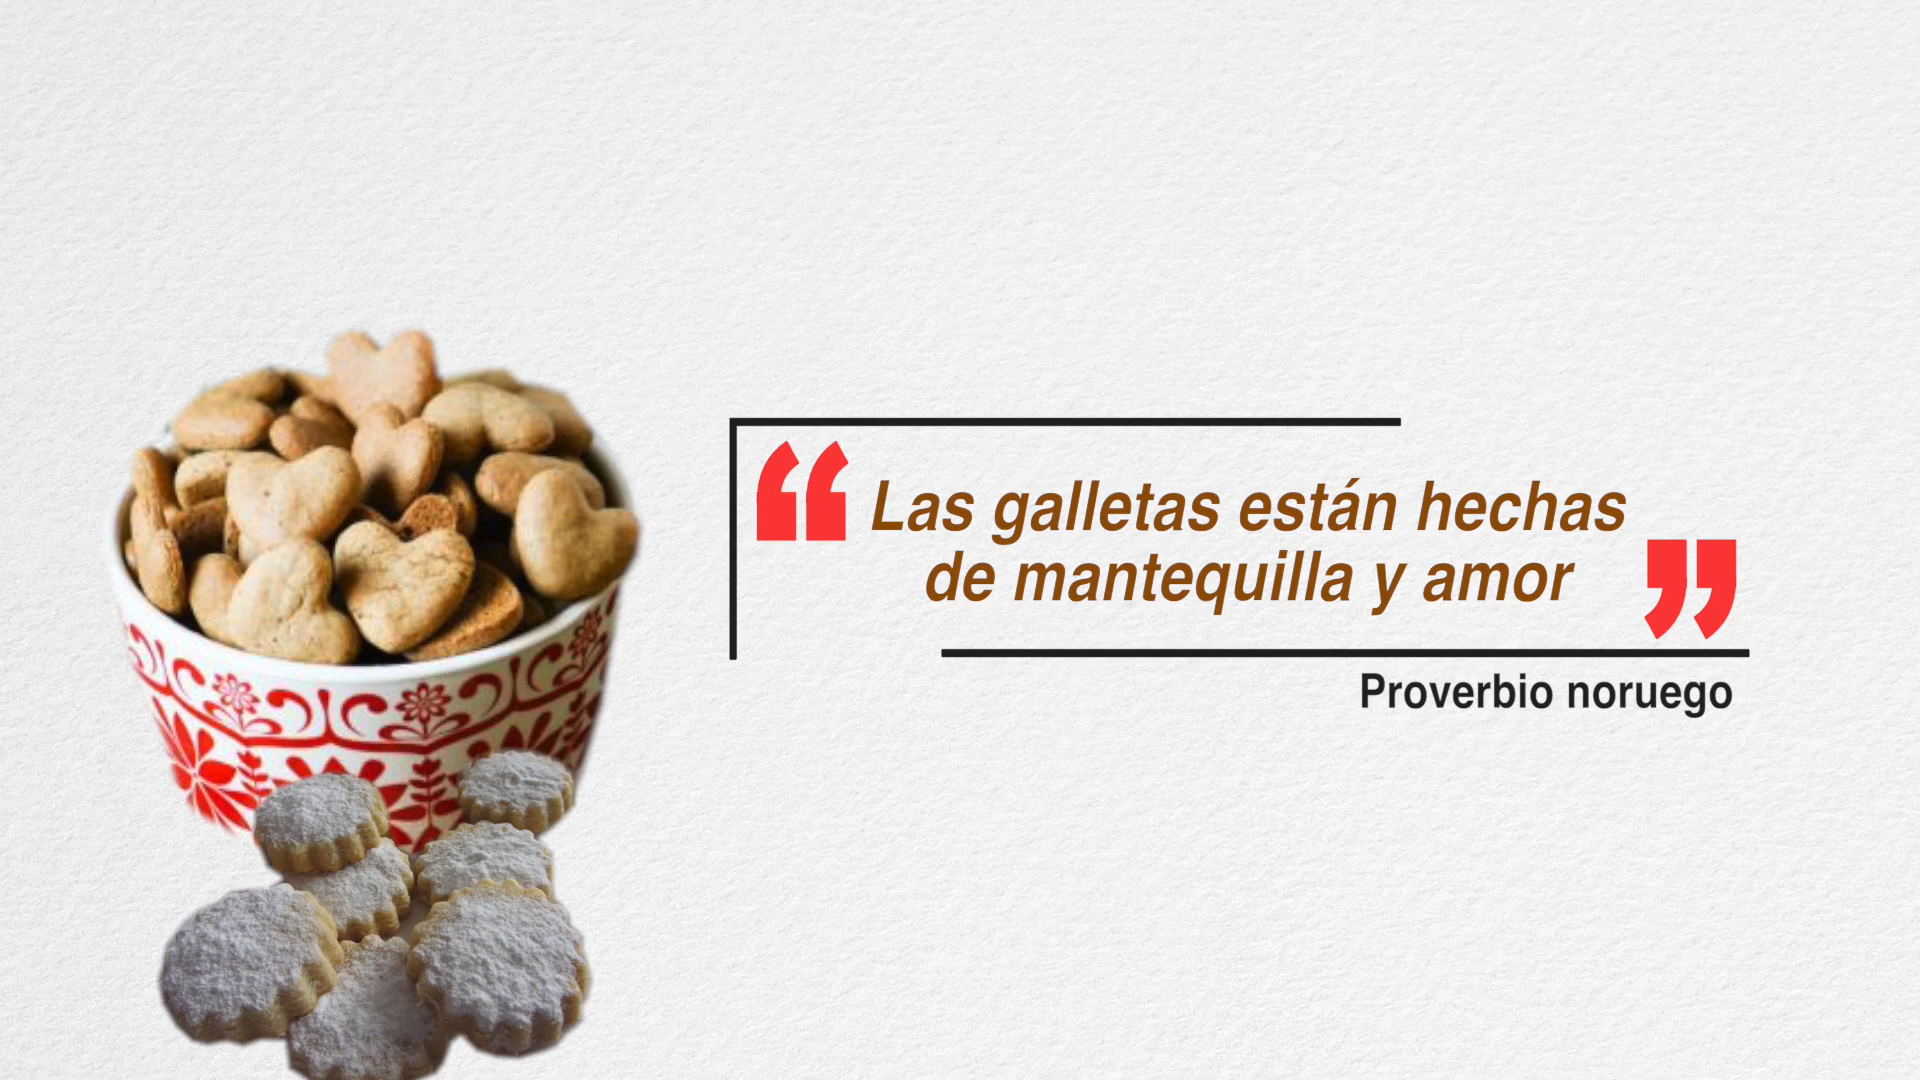 “Las galletas están hechas
de mantequilla y amor”
Proverbio noruego